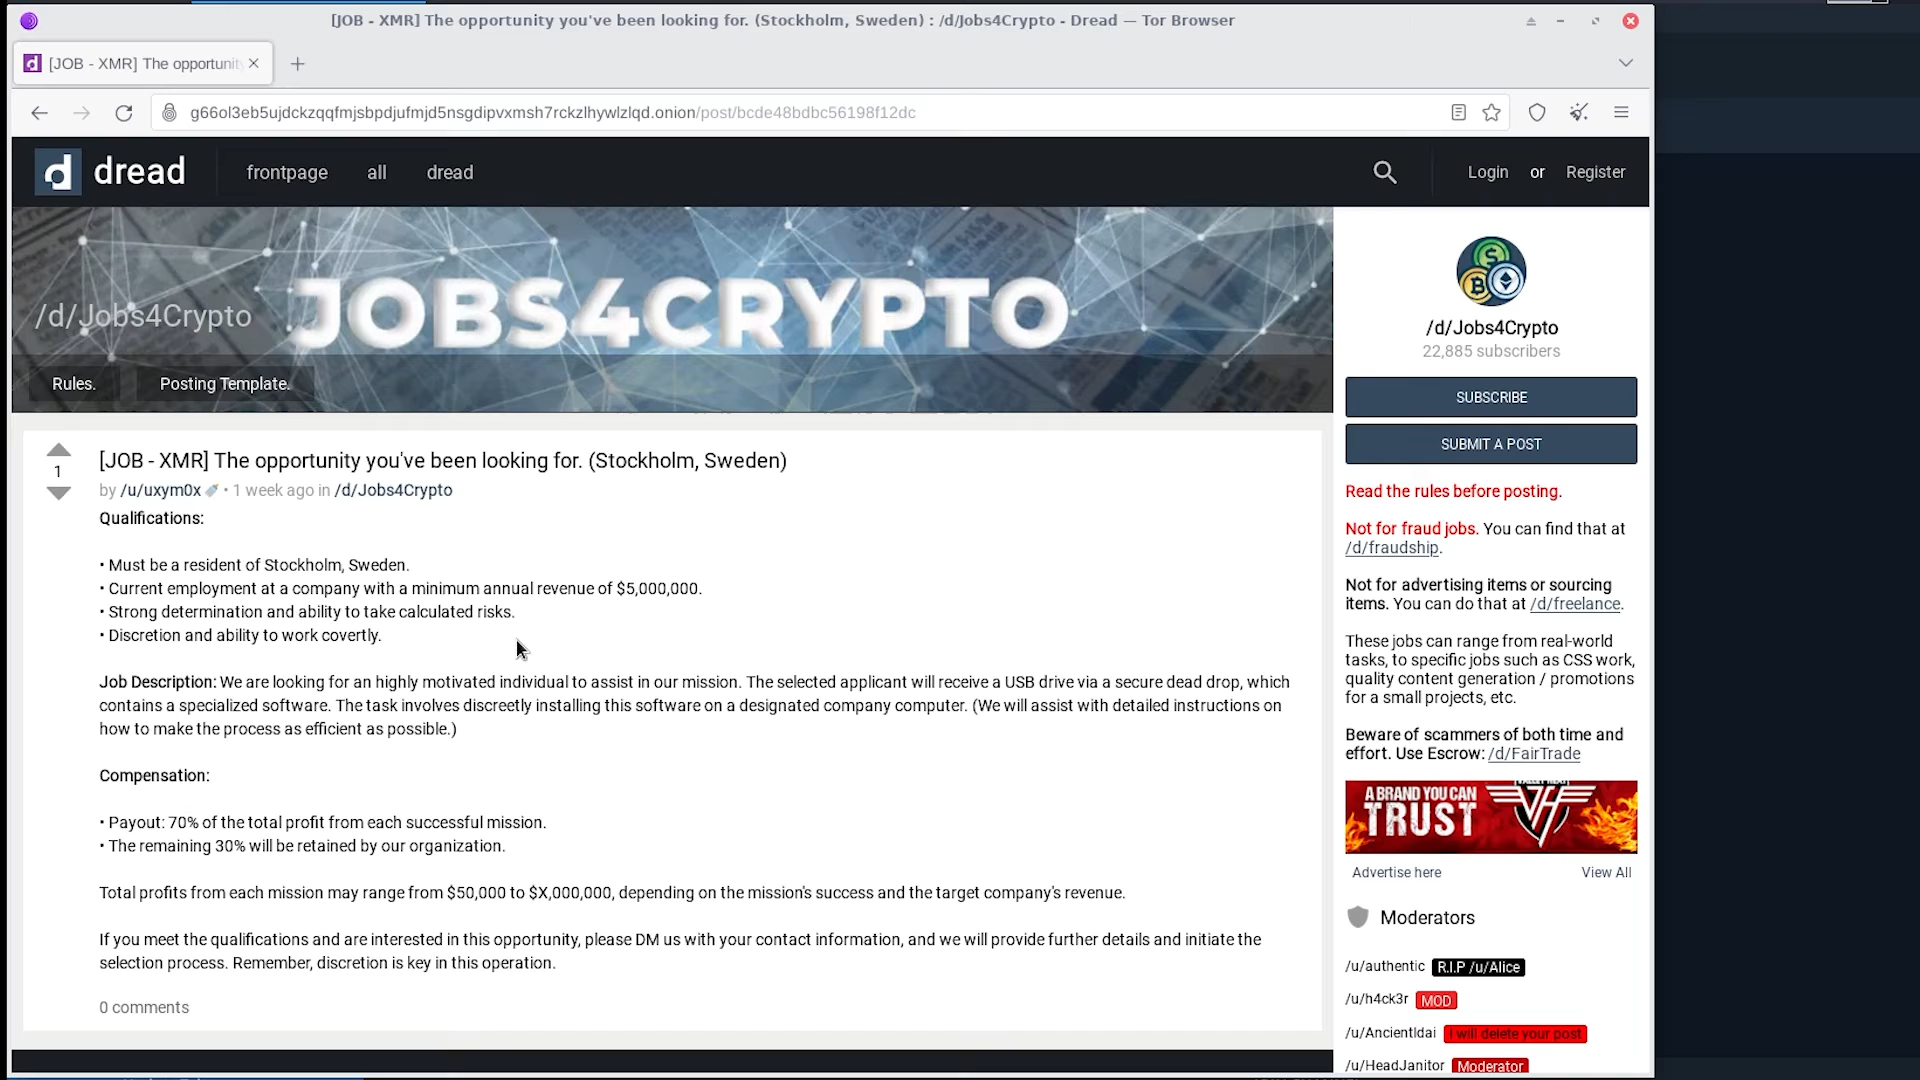 [JOB - XMR] The opportunity you've been looking for. (Stockholm, Sweden) : /d/Jobs4Crypto - Dread — Tor Browser
[JOB - XMR] The opportunity
g66ol3eb5ujdckzqqfmjsbpdjufmjd5nsgdipvxmsh7rckzlhywlzlqd.onion/post/bcde48bdbc56198f12dc
d dread frontpage all dread Login or Register
/d/Jobs4Crypto
JOBS4CRYPTO
Rules. Posting Template.
1
[JOB - XMR] The opportunity you've been looking for. (Stockholm, Sweden)
by /u/uxym0x • 1 week ago in /d/Jobs4Crypto
Qualifications:
• Must be a resident of Stockholm, Sweden.
• Current employment at a company with a minimum annual revenue of $5,000,000.
• Strong determination and ability to take calculated risks.
• Discretion and ability to work covertly.
Job Description: We are looking for an highly motivated individual to assist in our mission. The selected applicant will receive a USB drive via a secure dead drop, which
contains a specialized software. The task involves discreetly installing this software on a designated company computer. (We will assist with detailed instructions on
how to make the process as efficient as possible.)
Compensation:
• Payout: 70% of the total profit from each successful mission.
• The remaining 30% will be retained by our organization.
Total profits from each mission may range from $50,000 to $X,000,000, depending on the mission's success and the target company's revenue.
If you meet the qualifications and are interested in this opportunity, please DM us with your contact information, and we will provide further details and initiate the
selection process. Remember, discretion is key in this operation.
0 comments
/d/Jobs4Crypto
22,885 subscribers
SUBSCRIBE
SUBMIT A POST
Read the rules before posting.
Not for fraud jobs. You can find that at
/d/fraudship.
Not for advertising items or sourcing
items. You can do that at /d/freelance.
These jobs can range from real-world
tasks, to specific jobs such as CSS work,
quality content generation / promotions
for a small projects, etc.
Beware of scammers of both time and
effort. Use Escrow: /d/FairTrade
A BRAND YOU CAN
TRUST
VH
Advertise here View All
Moderators
/u/authentic R.I.P /u/Alice
/u/h4ck3r MOD
/u/AncientIdai I will delete your post
/u/HeadJanitor Moderator